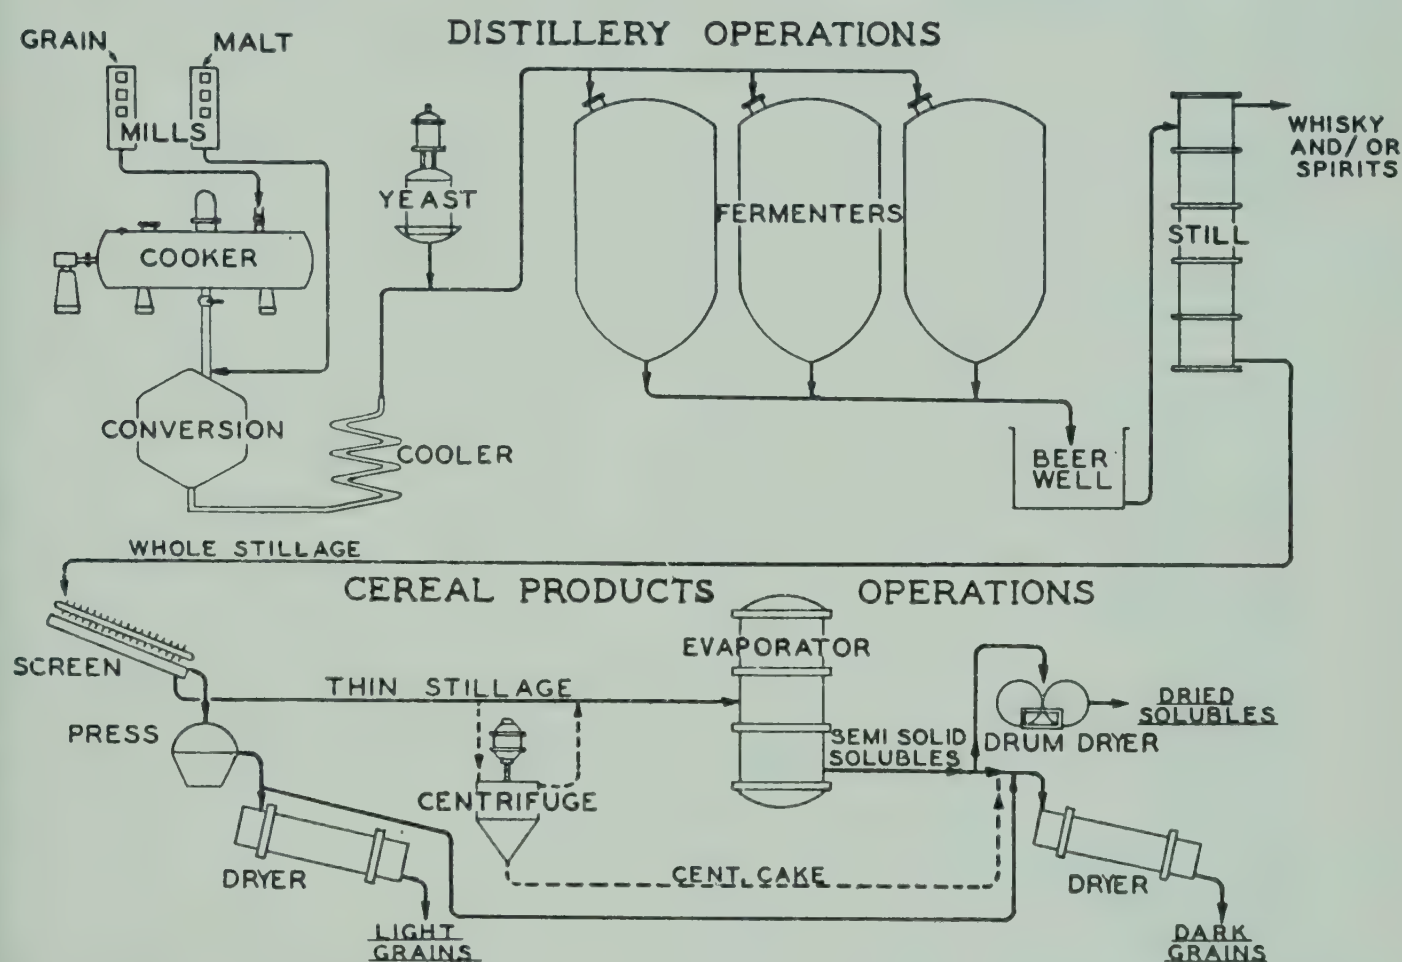 DISTILLERY OPERATIONS
GRAIN
MALT
MILLS
COOKER
CONVERSION
YEAST
COOLER
FERMENTERS
BEER
WELL
STILL
WHISKY
AND/OR
SPIRITS
WHOLE STILLAGE
CEREAL PRODUCTS OPERATIONS
SCREEN
PRESS
THIN STILLAGE
CENTRIFUGE
EVAPORATOR
SEMI SOLID
SOLUBLES
DRUM DRYER
DRIED
SOLUBLES
DRYER
LIGHT
GRAINS
CENT. CAKE
DRYER
DARK
GRAINS